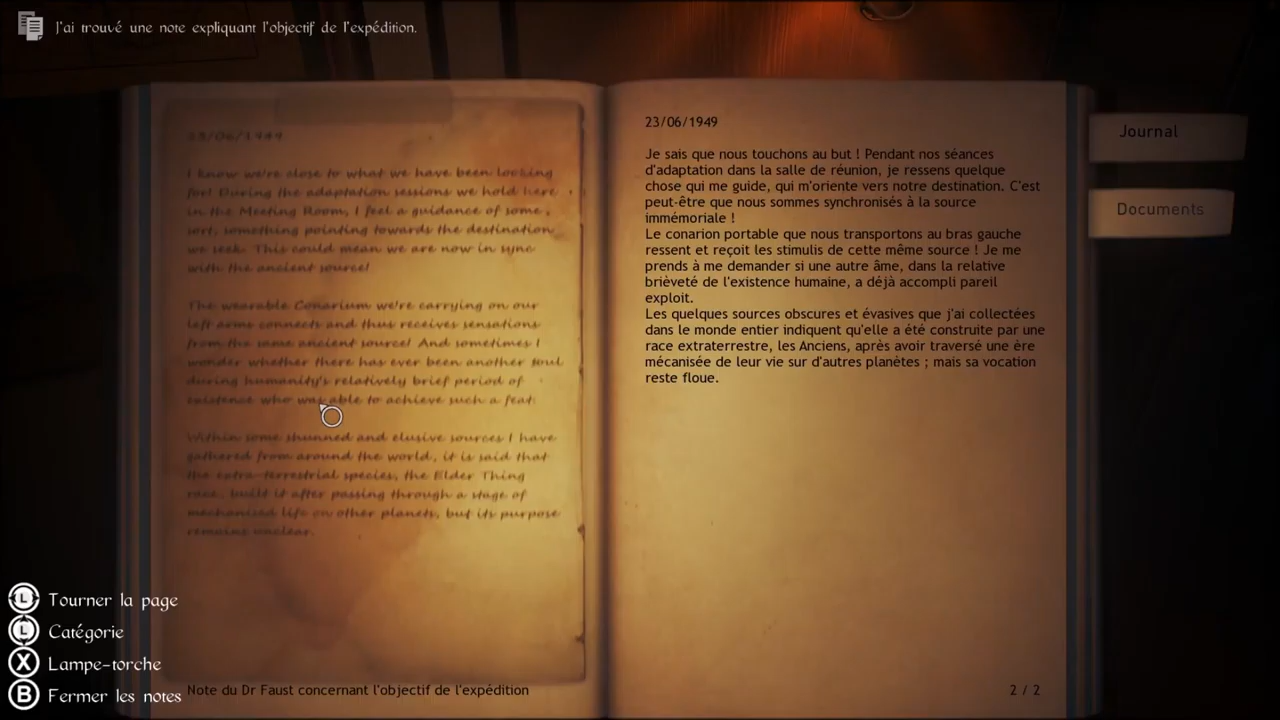 J'ai trouvé une note expliquant l'objectif de l'expédition.
23/06/1949
I know we're close to what we have been looking
for! During the adaptation sessions we hold here
in the Meeting Room, I feel a guidance of some
sort, something pointing towards the destination
we seek. This could mean we are now in sync
with the ancient source!
The wearable Conarium we're carrying on our
left arms connects and thus receives sensations
from the same ancient source! And sometimes I
wonder whether there has ever been another soul
during humanity's relatively brief period of
existence who was able to achieve such a feat.
Within some shunned and elusive sources I have
gathered from around the world, it is said that
the extra-terrestrial species, the Elder Thing
race, built it after passing through a stage of
mechanised life on other planets, but its purpose
remains unclear.
Note du Dr Faust concernant l'objectif de l'expédition
23/06/1949
Je sais que nous touchons au but ! Pendant nos séances
d'adaptation dans la salle de réunion, je ressens quelque
chose qui me guide, qui m'oriente vers notre destination. C'est
peut-être que nous sommes synchronisés à la source
immémoriale !
Le conarion portable que nous transportons au bras gauche
ressent et reçoit les stimulis de cette même source ! Je me
prends à me demander si une autre âme, dans la relative
brièveté de l'existence humaine, a déjà accompli pareil
exploit.
Les quelques sources obscures et évasives que j'ai collectées
dans le monde entier indiquent qu'elle a été construite par une
race extraterrestre, les Anciens, après avoir traversé une ère
mécanisée de leur vie sur d'autres planètes ; mais sa vocation
reste floue.
2 / 2
Journal
Documents
L Tourner la page
L Catégorie
X Lampe-torche
B Fermer les notes